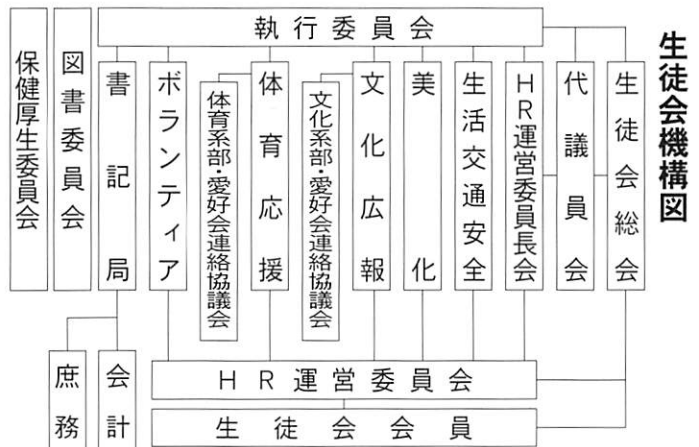 生徒会機構図
執行委員会
生徒会総会
代議員会
HR運営委員長会
生活交通安全
美化
文化広報
文化系部・愛好会連絡協議会
体育応援
体育系部・愛好会連絡協議会
ボランティア
書記局
図書委員会
保健厚生委員会
会計
庶務
HR運営委員会
生徒会会員